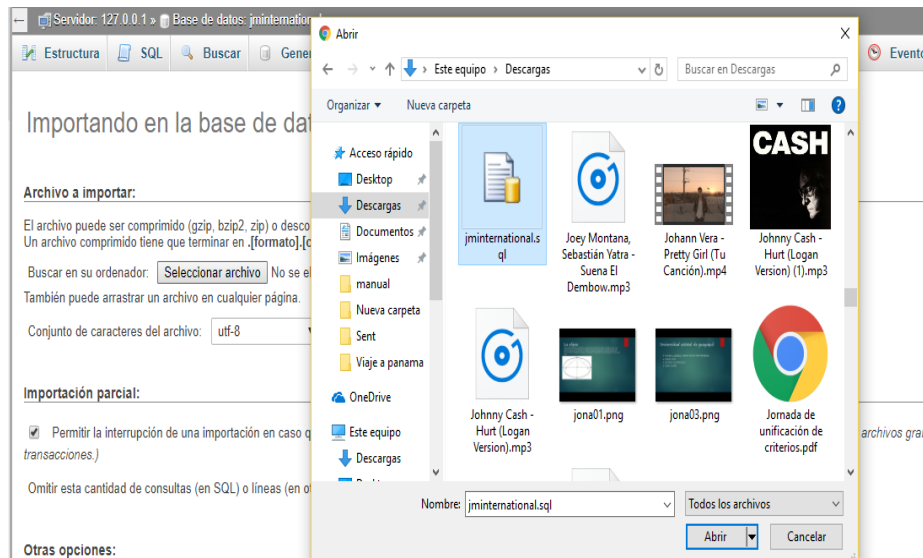 Servidor: 127.0.0.1 » Base de datos: jminternational
Estructura SQL Buscar Gener
Evento
Importando en la base de dat
Archivo a importar:
El archivo puede ser comprimido (gzip, bzip2, zip) o desco
Un archivo comprimido tiene que terminar en .[formato].[c
Buscar en su ordenador: Seleccionar archivo No se el
También puede arrastrar un archivo en cualquier página.
Conjunto de caracteres del archivo: utf-8
Importación parcial:
Permitir la interrupción de una importación en caso q
archivos gran
transacciones.)
Omitir esta cantidad de consultas (en SQL) o líneas (en ot
Otras opciones:
Abrir
Este equipo › Descargas
Buscar en Descargas
Organizar Nueva carpeta
Acceso rápido
Desktop
Descargas
Documentos
Imágenes
manual
Nueva carpeta
Sent
Viaje a panama
OneDrive
Este equipo
Descargas
jminternational.s
ql
Joey Montana,
Sebastián Yatra -
Suena El
Dembow.mp3
Johann Vera -
Pretty Girl (Tu
Canción).mp4
CASH
Johnny Cash -
Hurt (Logan
Version) (1).mp3
Johnny Cash -
Hurt (Logan
Version).mp3
jona01.png
jona03.png
Jornada de
unificación de
criterios.pdf
Nombre: jminternational.sql
Todos los archivos
Abrir
Cancelar